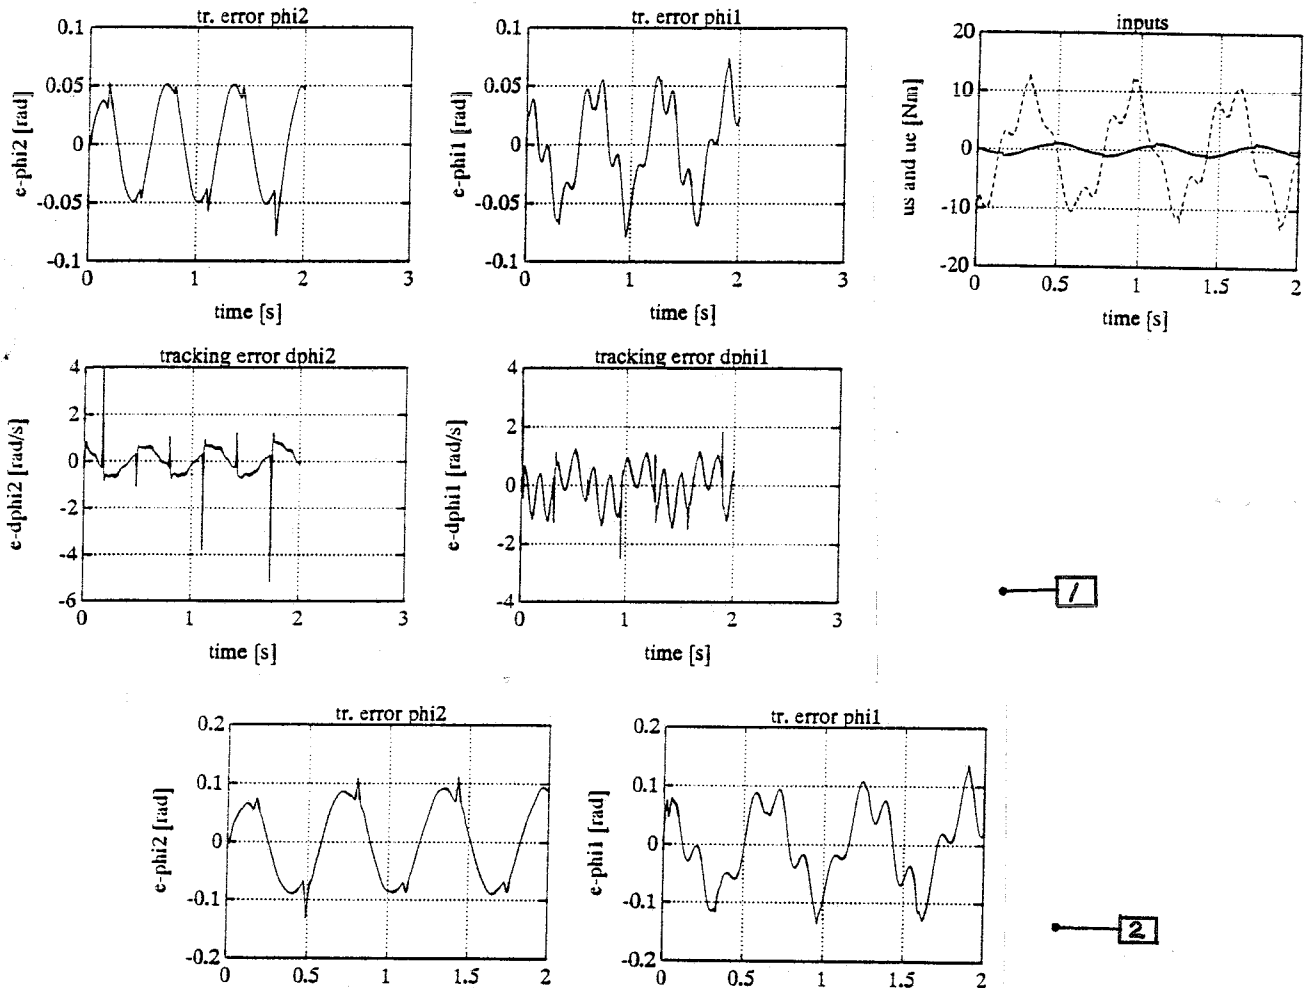 tr. error phi2
0.1
0.05
0
-0.05
-0.1
e-phi2 [rad]
0 1 2 3
time [s]
tr. error phi1
0.1
0.05
0
-0.05
-0.1
e-phi1 [rad]
0 1 2 3
time [s]
inputs
20
10
0
-10
-20
us and ue [Nm]
0 0.5 1 1.5 2
time [s]
tracking error dphi2
4
2
0
-2
-4
-6
e-dphi2 [rad/s]
0 1 2 3
time [s]
tracking error dphi1
4
2
0
-2
-4
e-dphi1 [rad/s]
0 1 2 3
time [s]
1
tr. error phi2
0.2
0.1
0
-0.1
-0.2
e-phi2 [rad]
0 0.5 1 1.5 2
tr. error phi1
0.2
0.1
0
-0.1
-0.2
e-phi1 [rad]
0 0.5 1 1.5 2
2